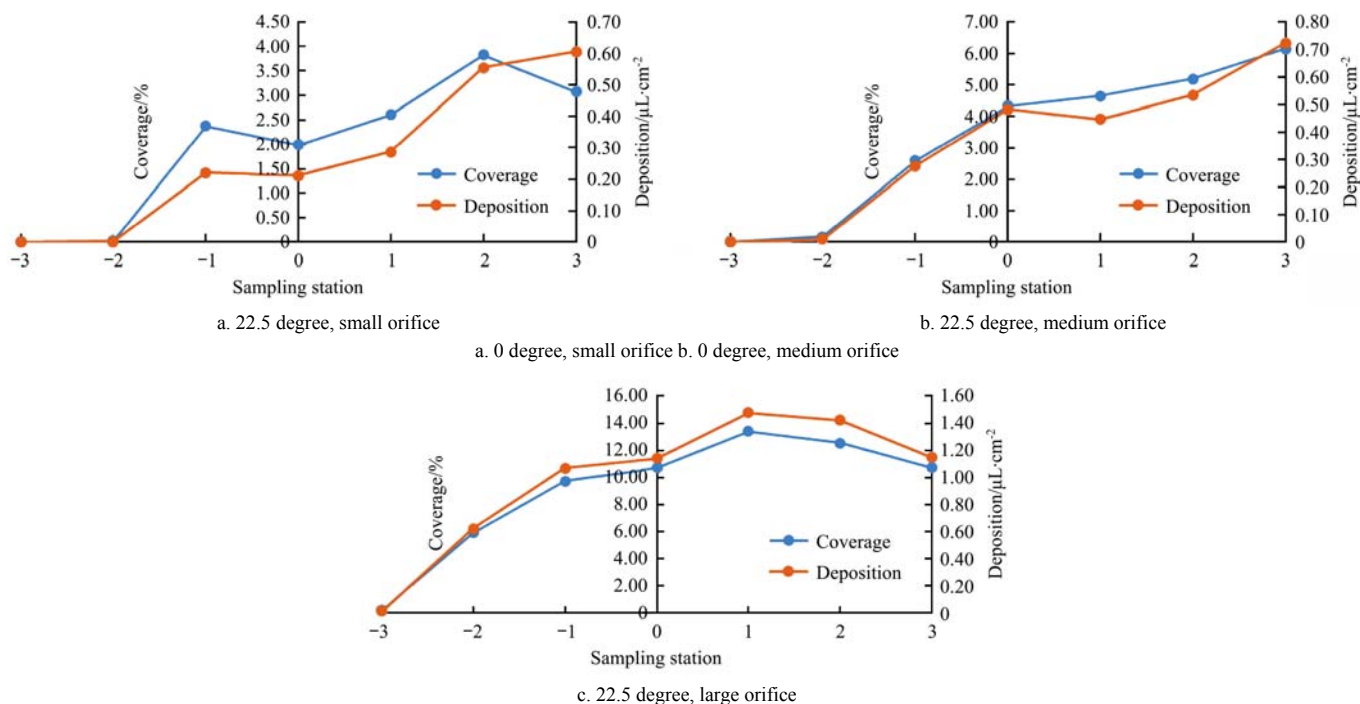 4.50 0.70 7.00 0.80
4.00 0.60 6.00 0.70
3.50 0.50 5.00 0.60
3.00 0.40 4.00 0.50
2.50 0.30 3.00 0.40
2.00 0.20 2.00 0.30
1.50 0.10 1.00 0.20
1.00 0 0 0.10
0.50 0
0
Coverage/% Deposition/μL·cm-2 Coverage/% Deposition/μL·cm-2
Coverage Coverage
Deposition Deposition
−3 −2 −1 0 1 2 3 −3 −2 −1 0 1 2 3
Sampling station Sampling station
a. 22.5 degree, small orifice b. 22.5 degree, medium orifice
a. 0 degree, small orifice b. 0 degree, medium orifice
16.00 1.60
14.00 1.40
12.00 1.20
10.00 1.00
8.00 0.80
6.00 0.60
4.00 0.40
2.00 0.20
0 0
Coverage/% Deposition/μL·cm-2
Coverage
Deposition
−3 −2 −1 0 1 2 3
Sampling station
c. 22.5 degree, large orifice